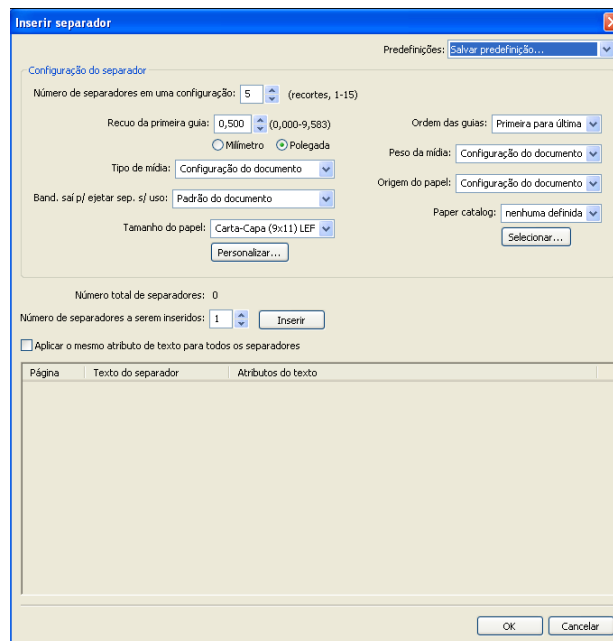 Inserir separador
Predefinições: Salvar predefinição...
Configuração do separador
Número de separadores em uma configuração: 5 (recortes, 1-15)
Recuo da primeira guia: 0,500 (0,000-9,583)
Ordem das guias: Primeira para última
Milímetro Polegada
Peso da mídia: Configuração do documento
Tipo de mídia: Configuração do documento
Origem do papel: Configuração do documento
Band. saí p/ ejetar sep. s/ uso: Padrão do documento
Paper catalog: nenhuma definida
Tamanho do papel: Carta-Capa (9x11) LEF
Selecionar...
Personalizar...
Número total de separadores: 0
Número de separadores a serem inseridos: 1 Inserir
Aplicar o mesmo atributo de texto para todos os separadores
Página Texto do separador Atributos do texto
OK Cancelar